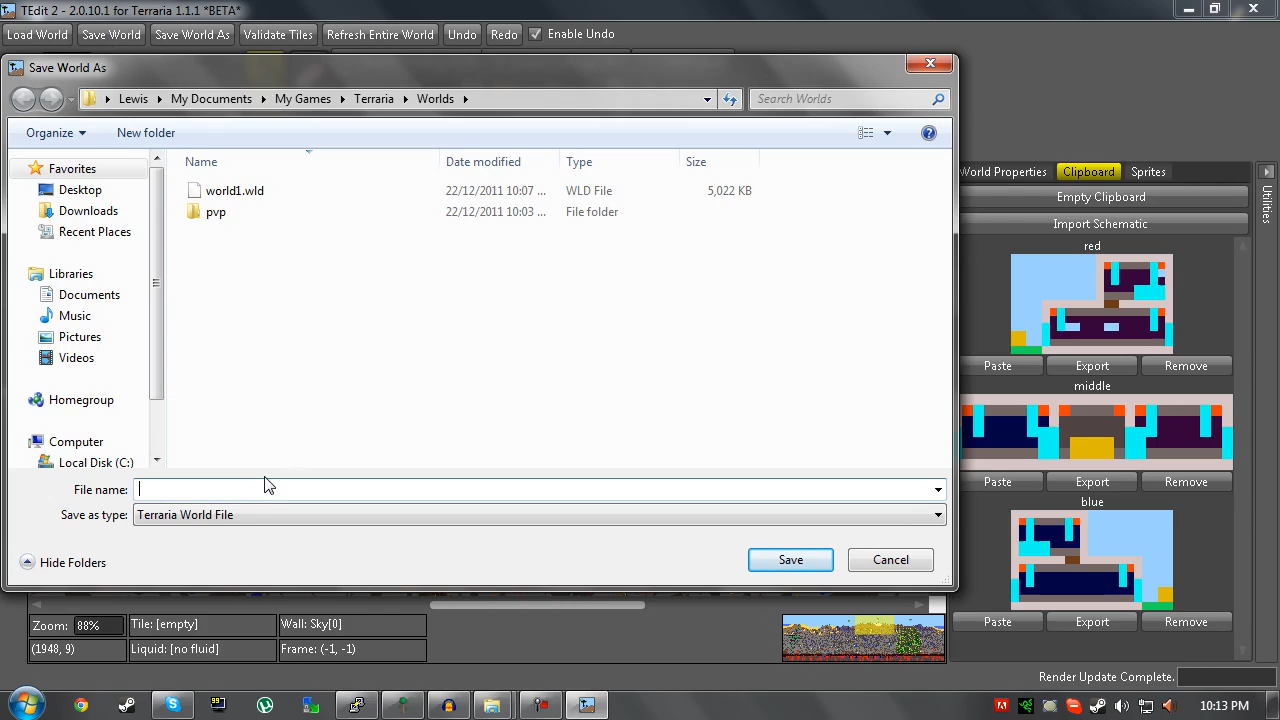 TEdit 2 - 2.0.10.1 for Terraria 1.1.1 *BETA*
Load World Save World Save World As Validate Tiles Refresh Entire World Undo Redo Enable Undo
Save World As
Lewis My Documents My Games Terraria Worlds Search Worlds
Organize New folder
Name Date modified Type Size
Favorites
Desktop
Downloads
Recent Places
Libraries
Documents
Music
Pictures
Videos
Homegroup
Computer
Local Disk (C:)
world1.wld 22/12/2011 10:07 ... WLD File 5,022 KB
pvp 22/12/2011 10:03 ... File folder
File name:
Save as type: Terraria World File
Hide Folders Save Cancel
World Properties Clipboard Sprites
Utilities
Empty Clipboard
Import Schematic
red
Paste Export Remove
middle
Paste Export Remove
blue
Paste Export Remove
Zoom: 88% Tile: [empty] Wall: Sky[0]
(1948, 9) Liquid: [no fluid] Frame: (-1, -1)
Render Update Complete.
10:13 PM